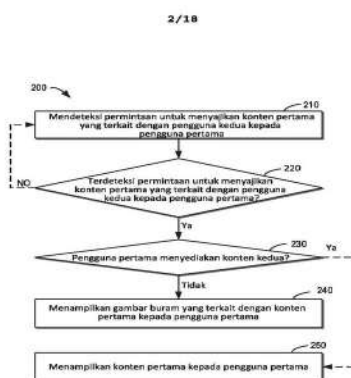 2/18
200
210
Mendeteksi permintaan untuk menyajikan konten pertama
yang terkait dengan pengguna kedua kepada
pengguna pertama
220
NO
Terdeteksi permintaan untuk menyajikan
konten pertama yang terkait dengan pengguna
kedua kepada pengguna pertama?
Ya
230
Pengguna pertama menyediakan konten kedua?
Ya
Tidak
240
Menampilkan gambar buram yang terkait dengan konten
pertama kepada pengguna pertama
250
Menampilkan konten pertama kepada pengguna pertama